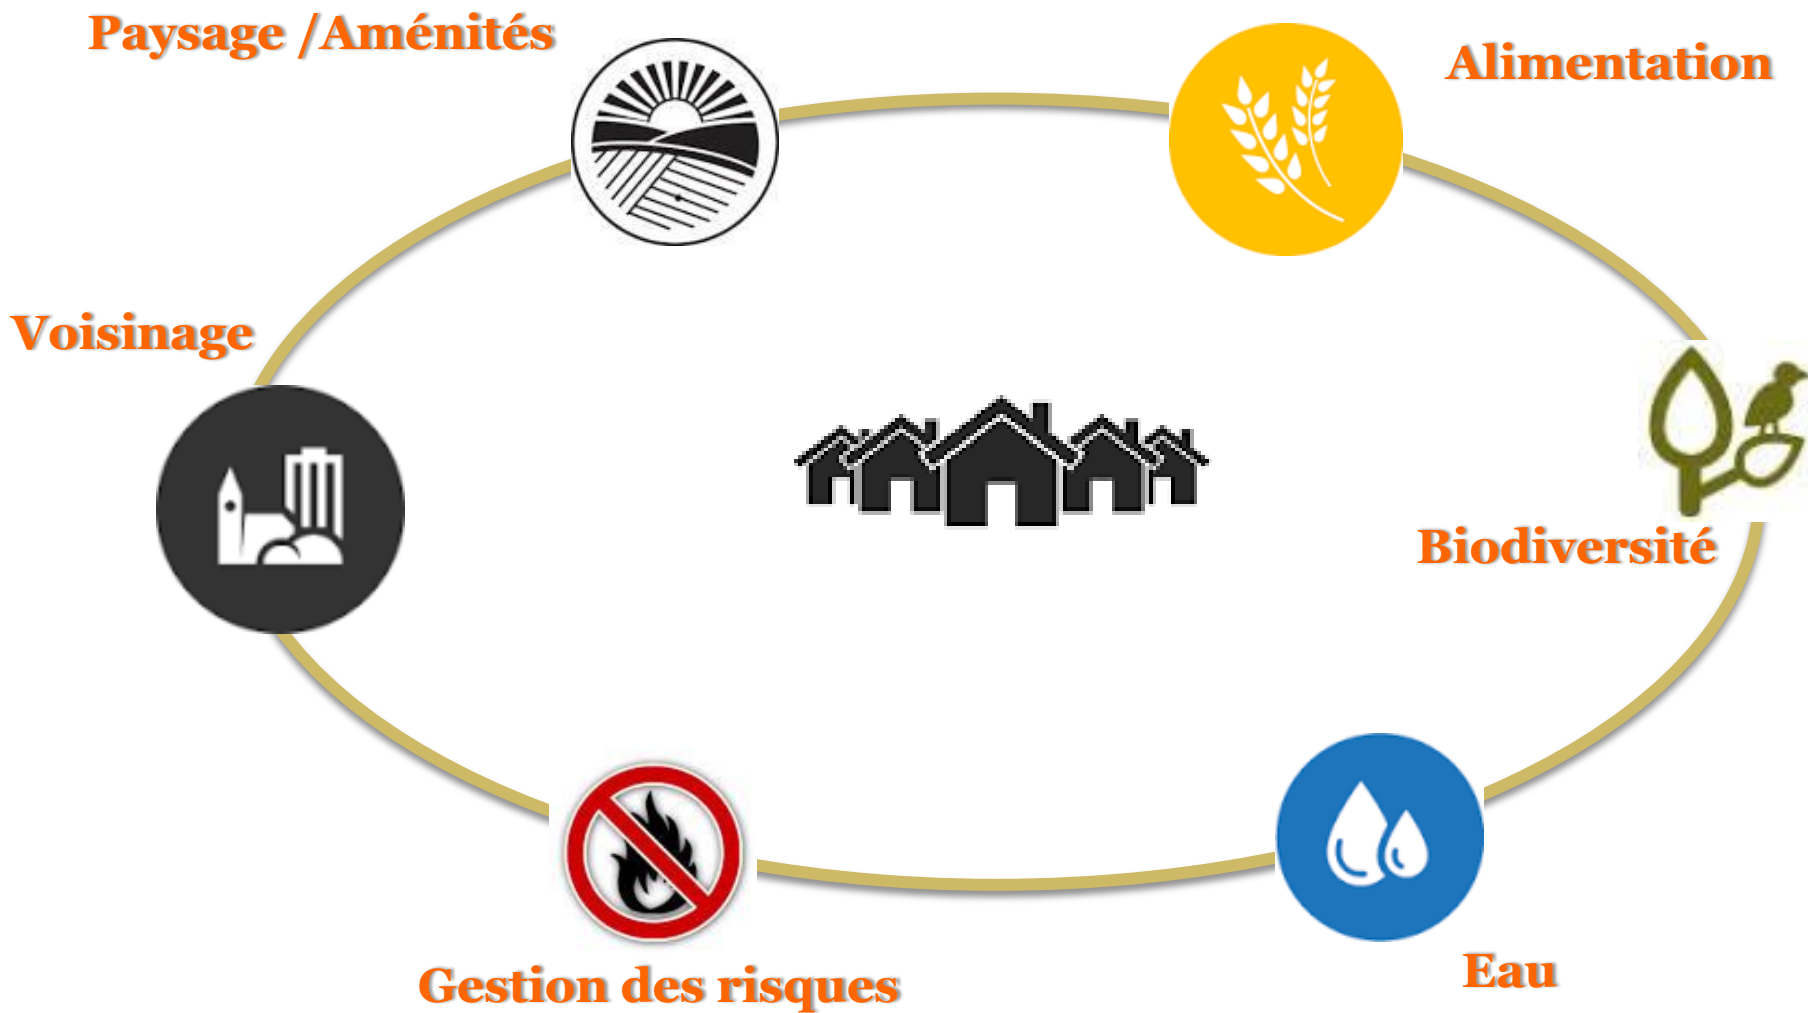 Paysage /Aménités
Alimentation
Voisinage
Biodiversité
Gestion des risques
Eau